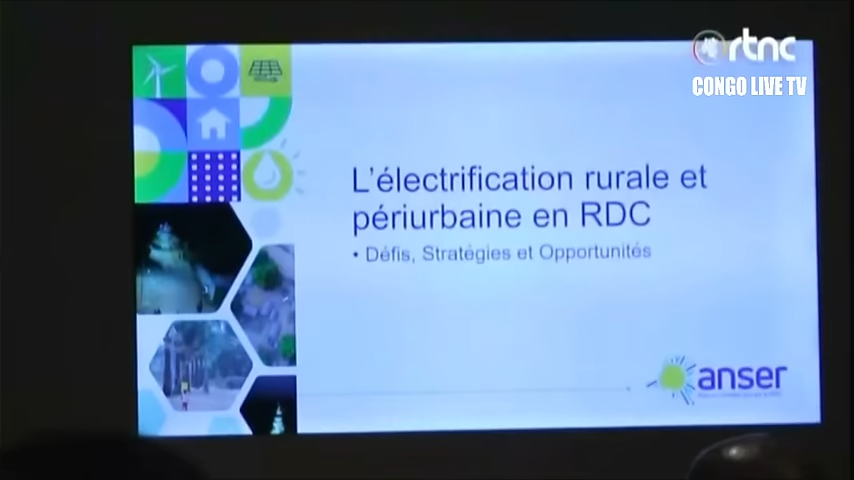 rtnc
CONGO LIVE TV
L'électrification rurale et
périurbaine en RDC
• Défis, Stratégies et Opportunités
anser